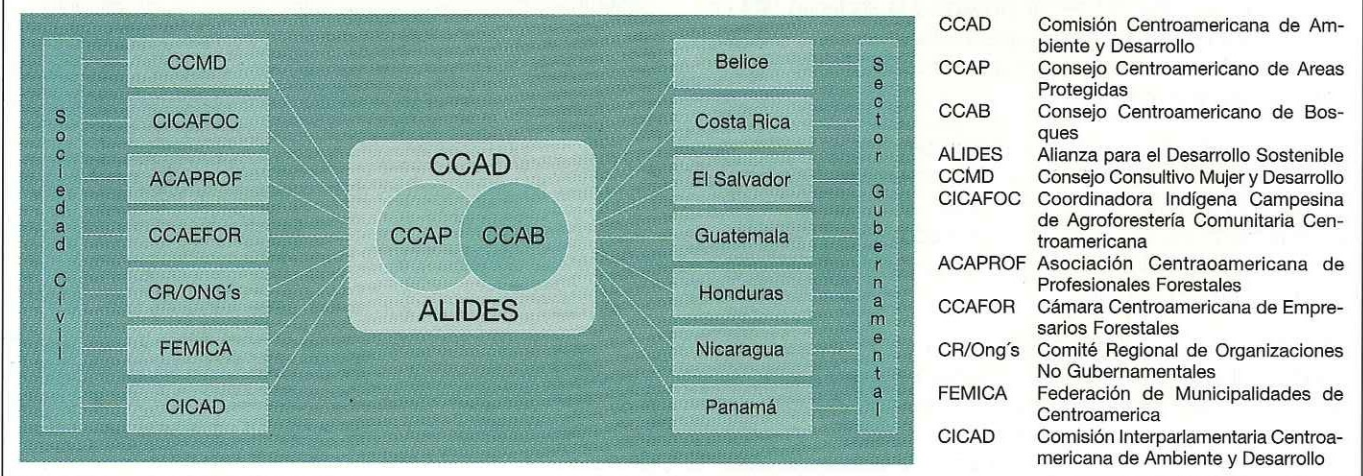 Sociedad Civil
CCMD
CICAFOC
ACAPROF
CCAEFOR
CR/ONG´s
FEMICA
CICAD
CCAD
CCAP
CCAB
ALIDES
Belice
Costa Rica
El Salvador
Guatemala
Honduras
Nicaragua
Panamá
Sector Gubernamental
CCAD Comisión Centroamericana de Am-
biente y Desarrollo
CCAP Consejo Centroamericano de Areas
Protegidas
CCAB Consejo Centroamericano de Bos-
ques
ALIDES Alianza para el Desarrollo Sostenible
CCMD Consejo Consultivo Mujer y Desarrollo
CICAFOC Coordinadora Indígena Campesina
de Agroforestería Comunitaria Cen-
troamericana
ACAPROF Asociación Centraoamericana de
Profesionales Forestales
CCAFOR Cámara Centroamericana de Empre-
sarios Forestales
CR/Ong´s Comité Regional de Organizaciones
No Gubernamentales
FEMICA Federación de Municipalidades de
Centroamerica
CICAD Comisión Interparlamentaria Centroa-
mericana de Ambiente y Desarrollo